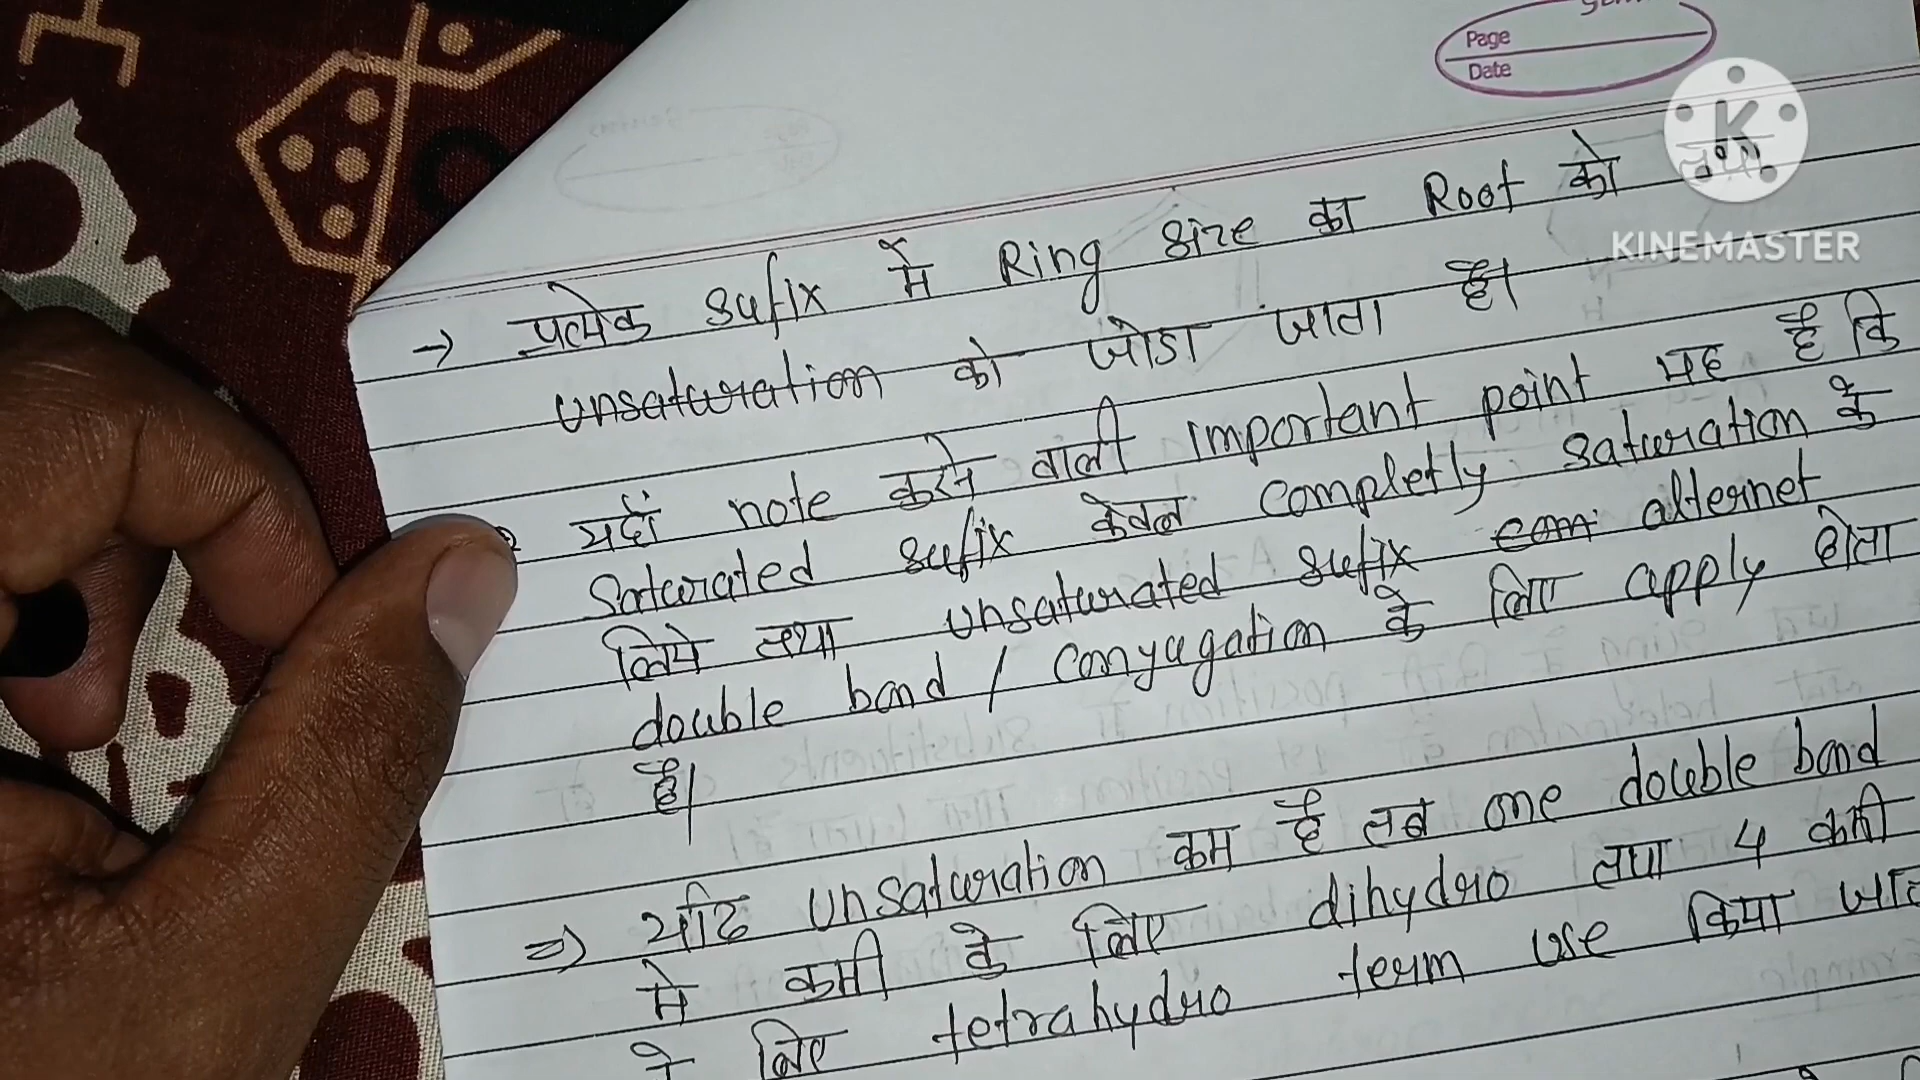 Page
Date
KINEMASTER
→ प्रत्येक sufix में Ring size का Root को तथा
unsaturation को जोडा जाता है।
यहाँ note करने वाली important point यह है कि
Saturated sufix केवल completly saturation के
लिये तथा unsaturated sufix com alternet
double bond / Conyugation के लिए apply होता
है।
⇒ यदि unsaturation कम है तब one double bond
मे कमी के लिए dihydro तथा 4 कमी
के लिए tetrahydro term use किया जात